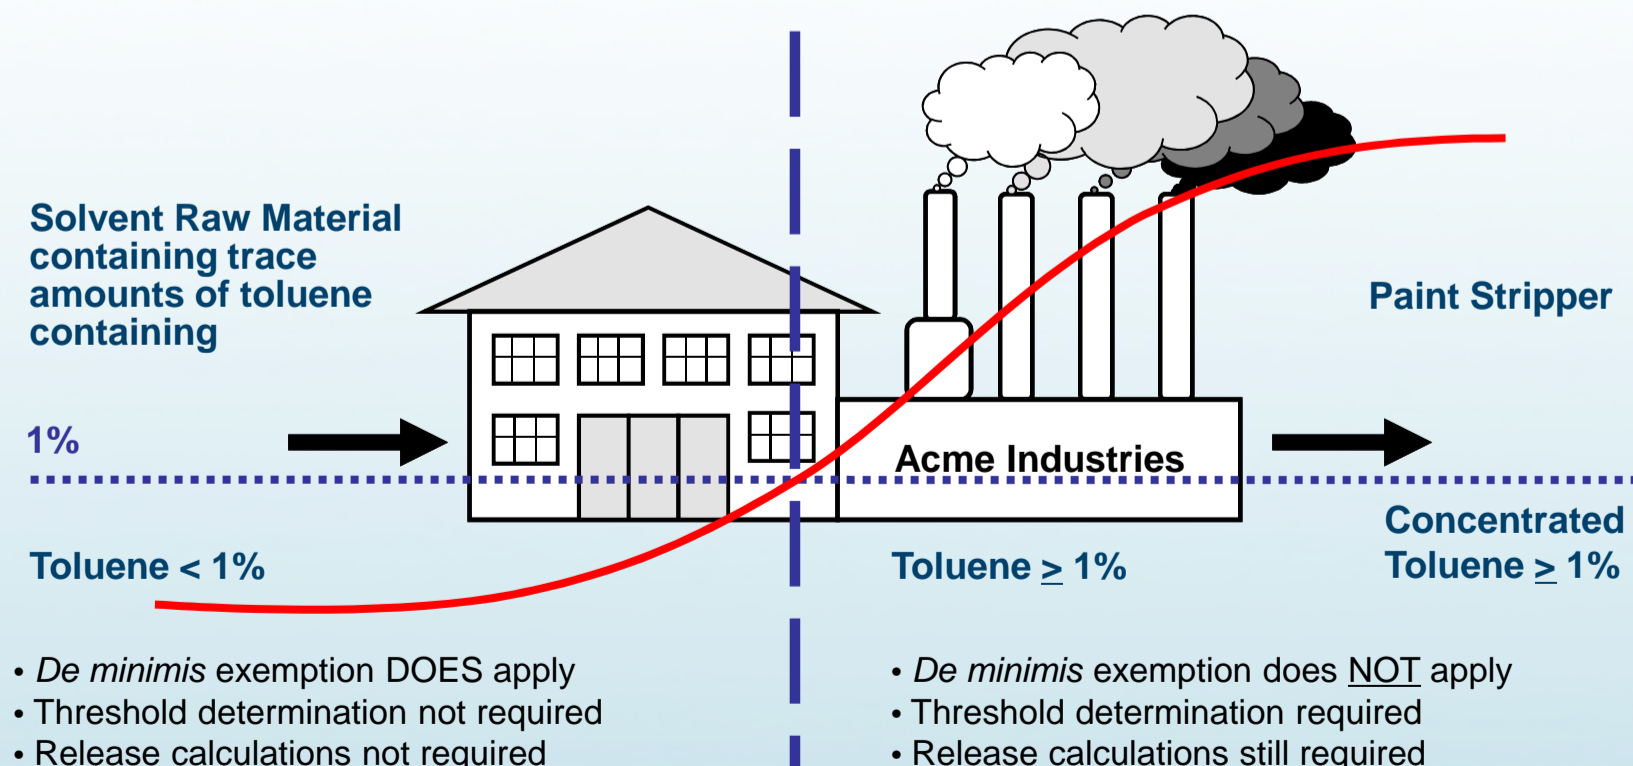 Solvent Raw Material
containing trace
amounts of toluene
containing
Paint Stripper
1%
Acme Industries
Concentrated
Toluene ≥ 1%
Toluene < 1%
Toluene ≥ 1%
• De minimis exemption DOES apply
• Threshold determination not required
• Release calculations not required
• De minimis exemption does NOT apply
• Threshold determination required
• Release calculations still required